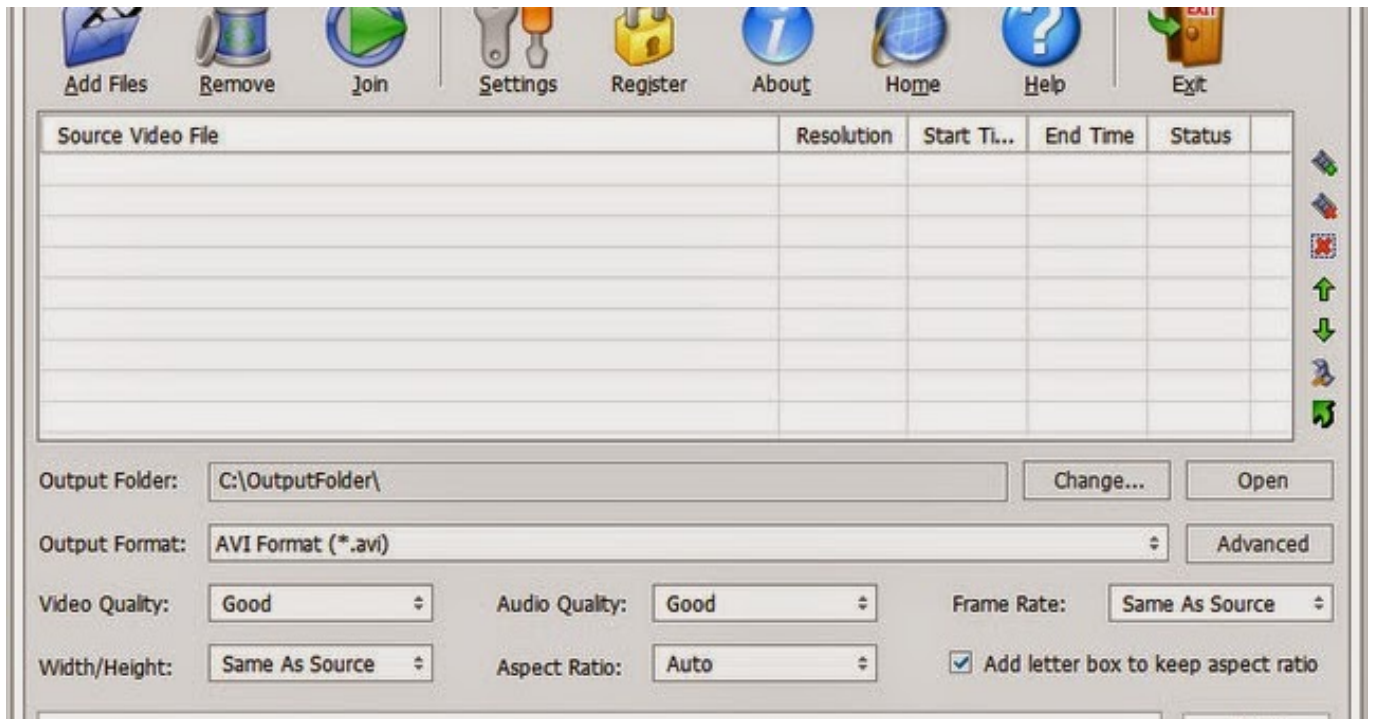 EXIT
Add Files Remove Join Settings Register About Home Help Exit
Source Video File Resolution Start Ti... End Time Status
Output Folder: C:\OutputFolder\ Change... Open
Output Format: AVI Format (*.avi) Advanced
Video Quality: Good Audio Quality: Good Frame Rate: Same As Source
Width/Height: Same As Source Aspect Ratio: Auto Add letter box to keep aspect ratio